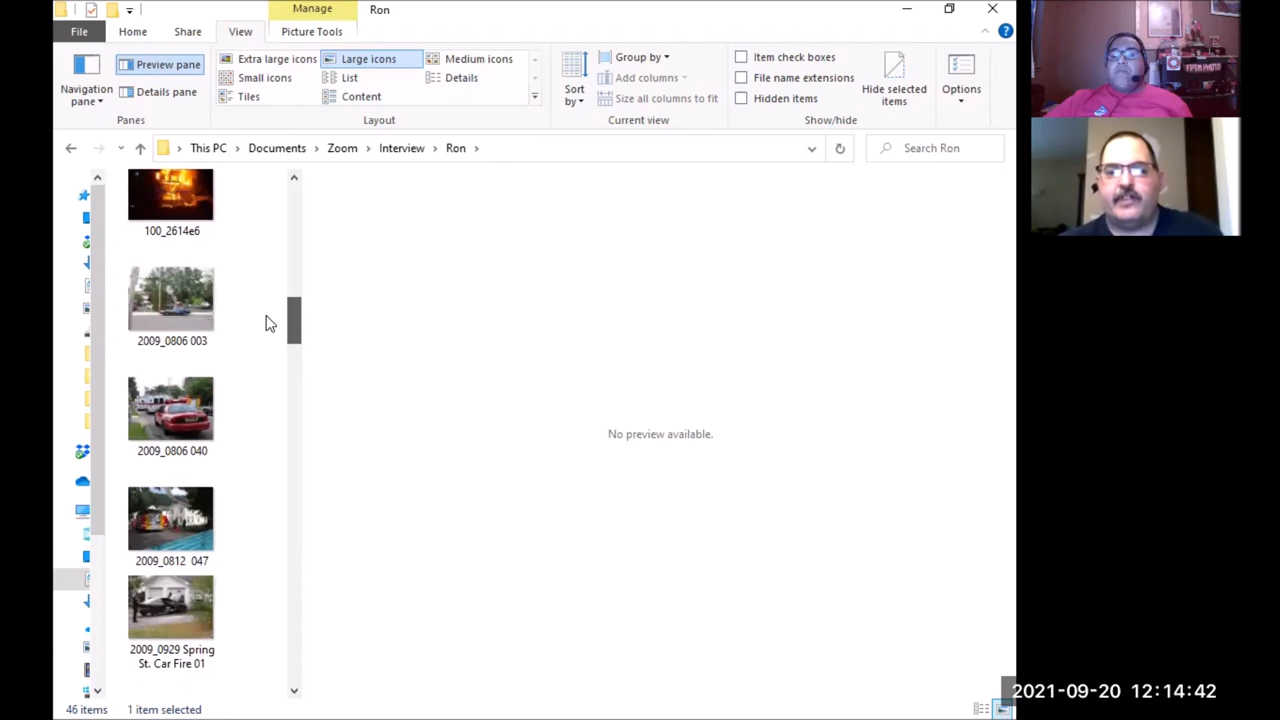 Manage
Ron
File
Home
Share
View
Picture Tools
Navigation pane
Preview pane
Details pane
Panes
Extra large icons
Large icons
Medium icons
Small icons
List
Details
Tiles
Content
Layout
Sort by
Group by
Add columns
Size all columns to fit
Current view
Item check boxes
File name extensions
Hidden items
Hide selected items
Show/hide
Options
This PC
Documents
Zoom
Interview
Ron
Search Ron
100_2614e6
2009_0806 003
2009_0806 040
2009_0812 047
2009_0929 Spring
St. Car Fire 01
No preview available.
46 items
1 item selected
2021-09-20 12:14:42